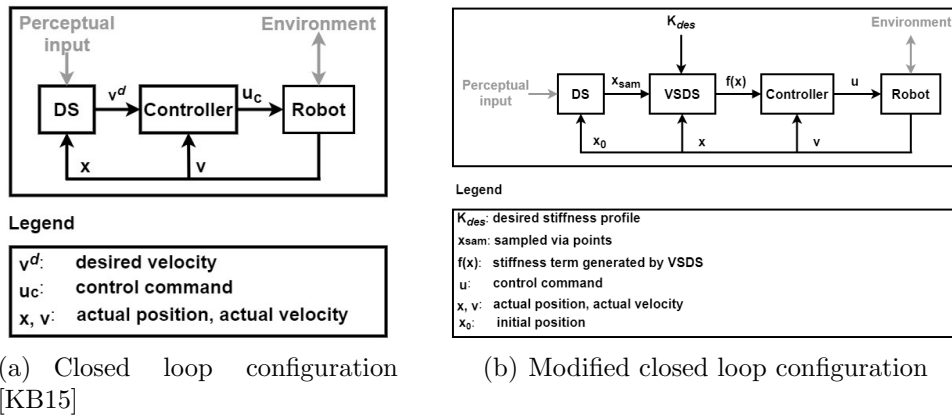 Perceptual
input
Environment
DS
v^d
Controller
u_c
Robot
x
v
Legend
v^d: desired velocity
u_c: control command
x, v: actual position, actual velocity
(a) Closed loop configuration
[KB15]
K_des
Environment
Perceptual
input
DS
x_sam
VSDS
f(x)
Controller
u
Robot
x_0
x
v
Legend
K_des: desired stiffness profile
x_sam: sampled via points
f(x): stiffness term generated by VSDS
u: control command
x, v: actual position, actual velocity
x_0: initial position
(b) Modified closed loop configuration